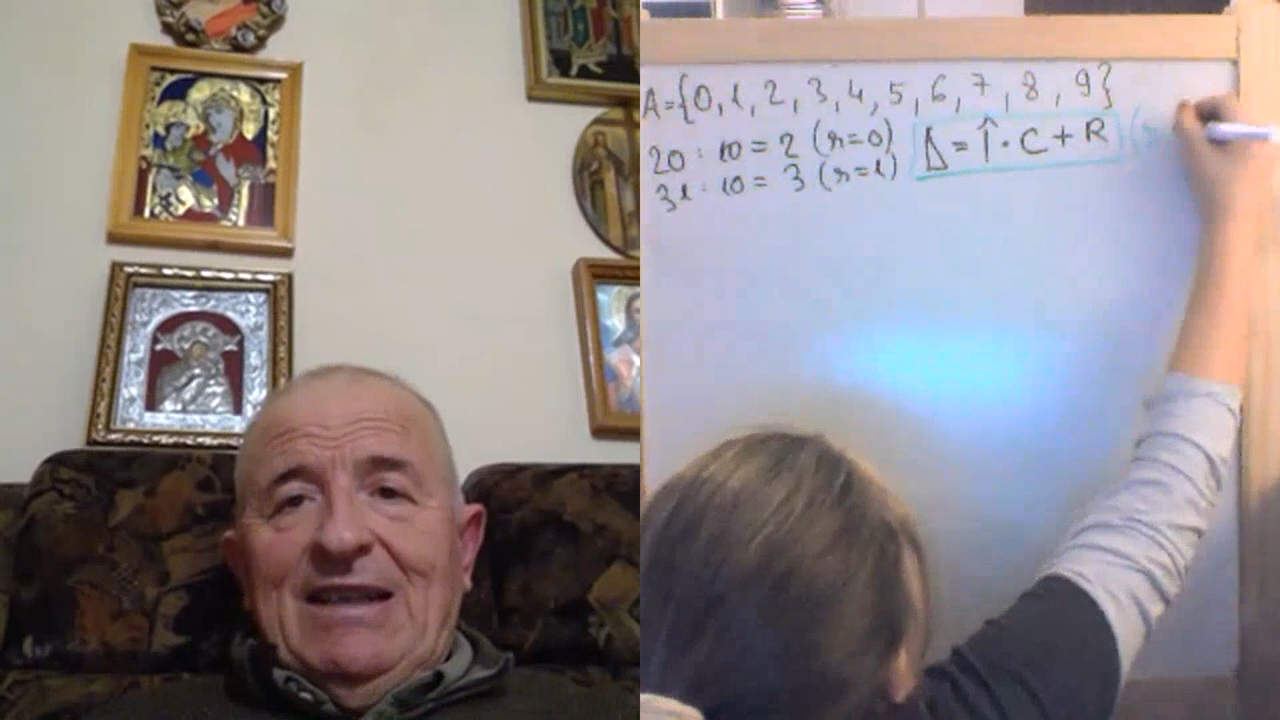 A={0,1,2,3,4,5,6,7,8,9}
20 : 10 = 2 (r=0)
31 : 10 = 3 (r=1)
D=Î·C+R